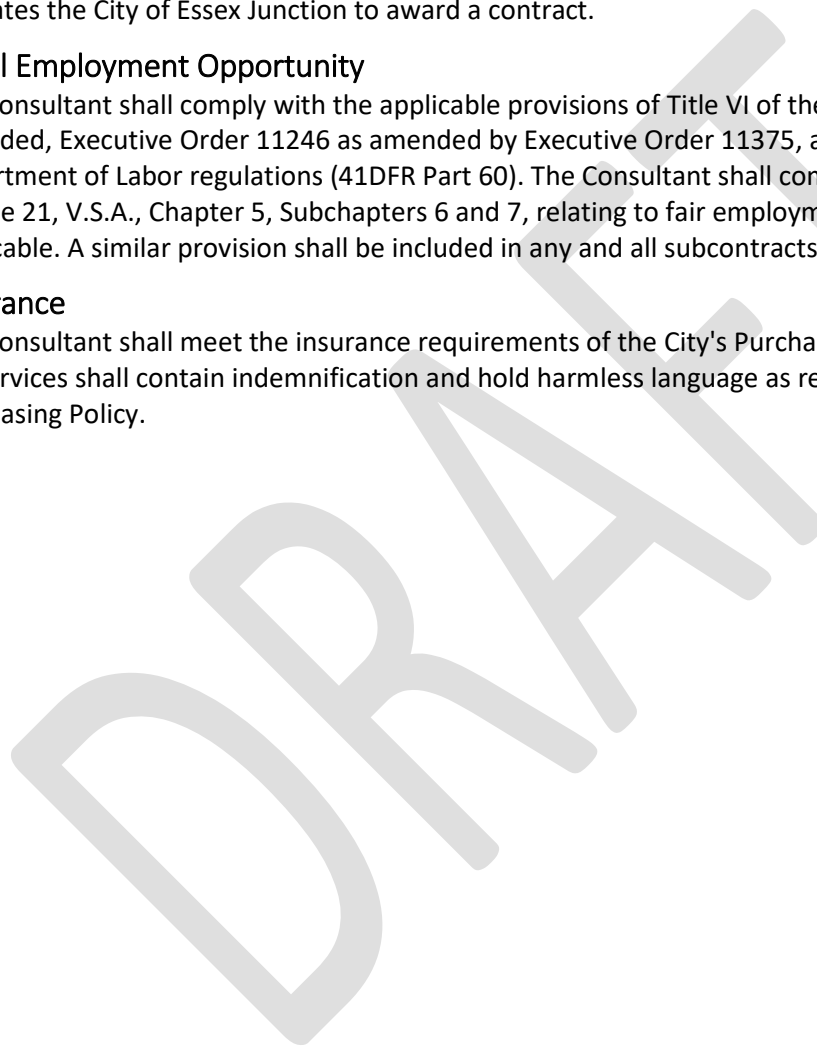 ates the City of Essex Junction to award a contract.
l Employment Opportunity
onsultant shall comply with the applicable provisions of Title VI of the
ded, Executive Order 11246 as amended by Executive Order 11375, a
rtment of Labor regulations (41DFR Part 60). The Consultant shall con
e 21, V.S.A., Chapter 5, Subchapters 6 and 7, relating to fair employm
cable. A similar provision shall be included in any and all subcontracts
rance
onsultant shall meet the insurance requirements of the City's Purcha
ervices shall contain indemnification and hold harmless language as re
asing Policy.
DRAFT